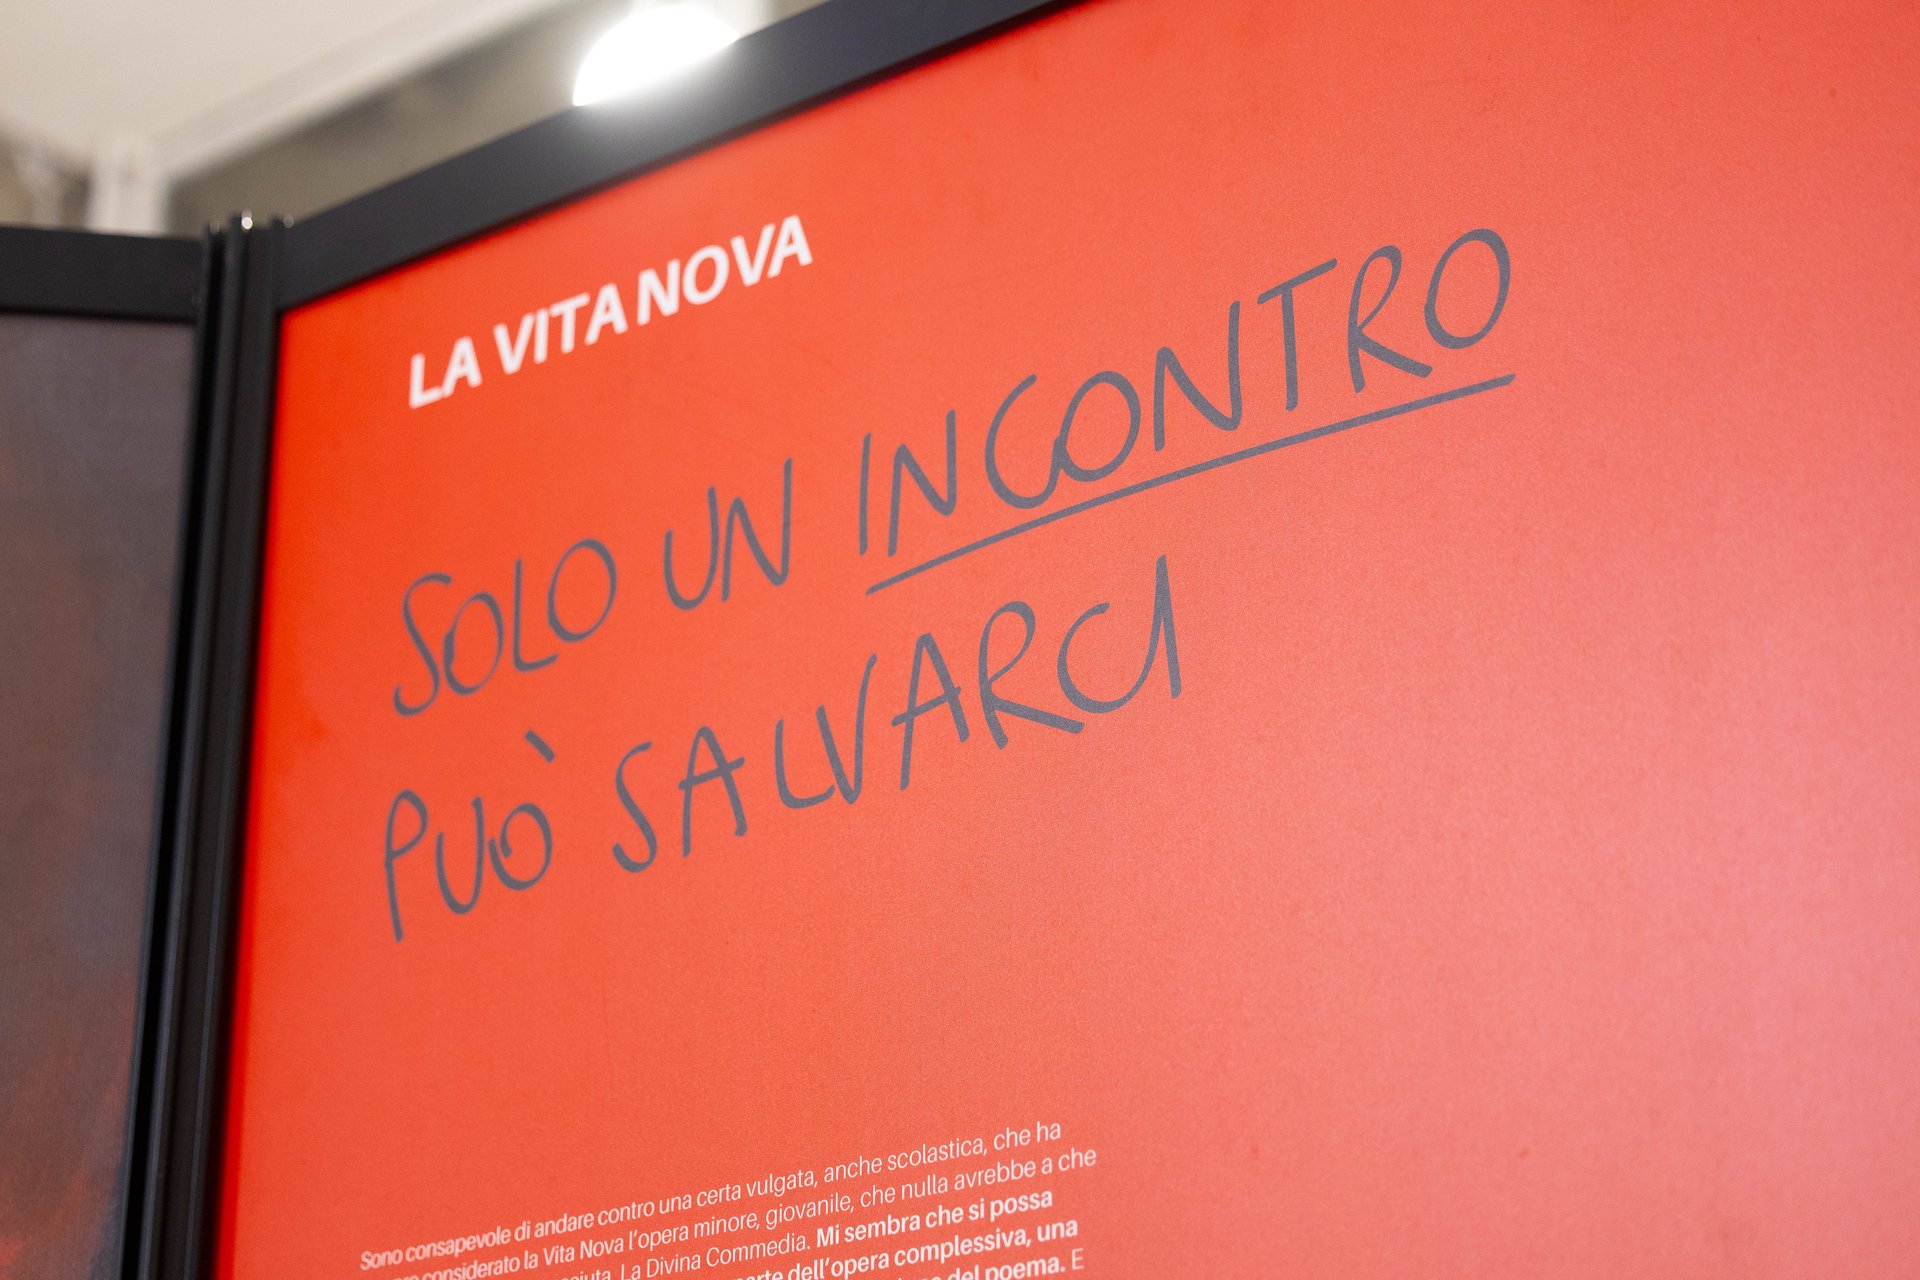 LA VITA NOVA
SOLO UN INCONTRO
PUÒ SALVARCI
Sono consapevole di andare contro una certa vulgata, anche scolastica, che ha
considerato la Vita Nova l'opera minore, giovanile, che nulla avrebbe a che
La Divina Commedia. Mi sembra che si possa
dell'opera complessiva, una
del poema. E